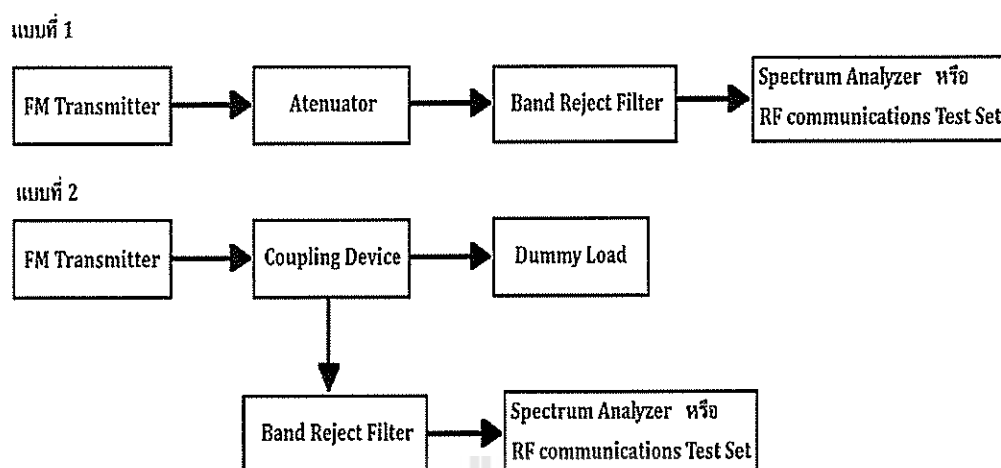 แบบที่ 1
FM Transmitter
Atenuator
Band Reject Filter
Spectrum Analyzer หรือ
RF communications Test Set
แบบที่ 2
FM Transmitter
Coupling Device
Dummy Load
Band Reject Filter
Spectrum Analyzer หรือ
RF communications Test Set